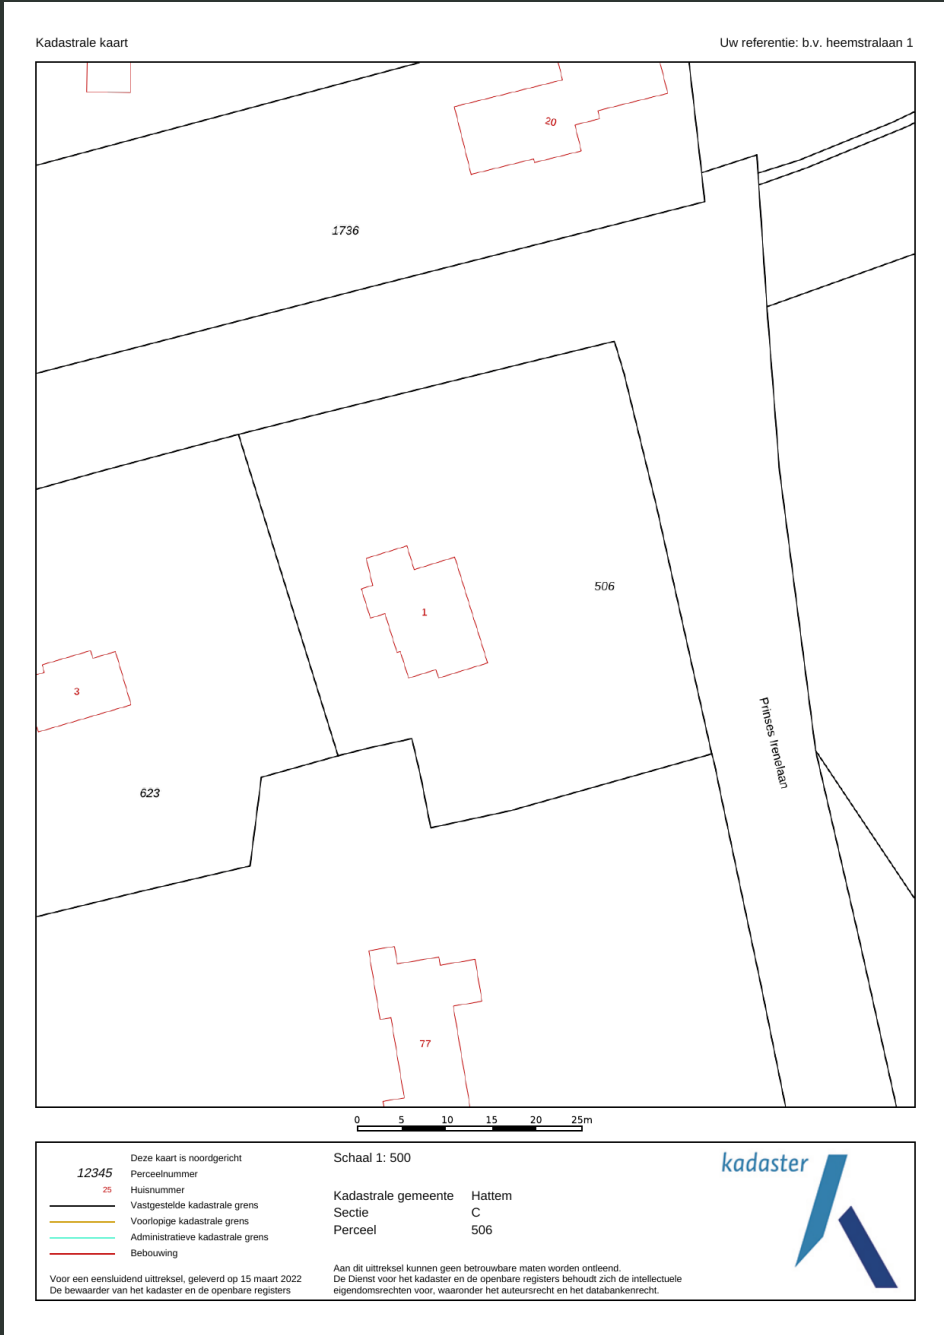 Kadastrale kaart
Uw referentie: b.v. heemstralaan 1
20
1736
506
1
3
Prinses Irenelaan
623
77
0 5 10 15 20 25m
Deze kaart is noordgericht
12345 Perceelnummer
25 Huisnummer
Vastgestelde kadastrale grens
Voorlopige kadastrale grens
Administratieve kadastrale grens
Bebouwing
Voor een eensluidend uittreksel, geleverd op 15 maart 2022
De bewaarder van het kadaster en de openbare registers
Schaal 1: 500
Kadastrale gemeente Hattem
Sectie C
Perceel 506
Aan dit uittreksel kunnen geen betrouwbare maten worden ontleend.
De Dienst voor het kadaster en de openbare registers behoudt zich de intellectuele
eigendomsrechten voor, waaronder het auteursrecht en het databankenrecht.
kadaster